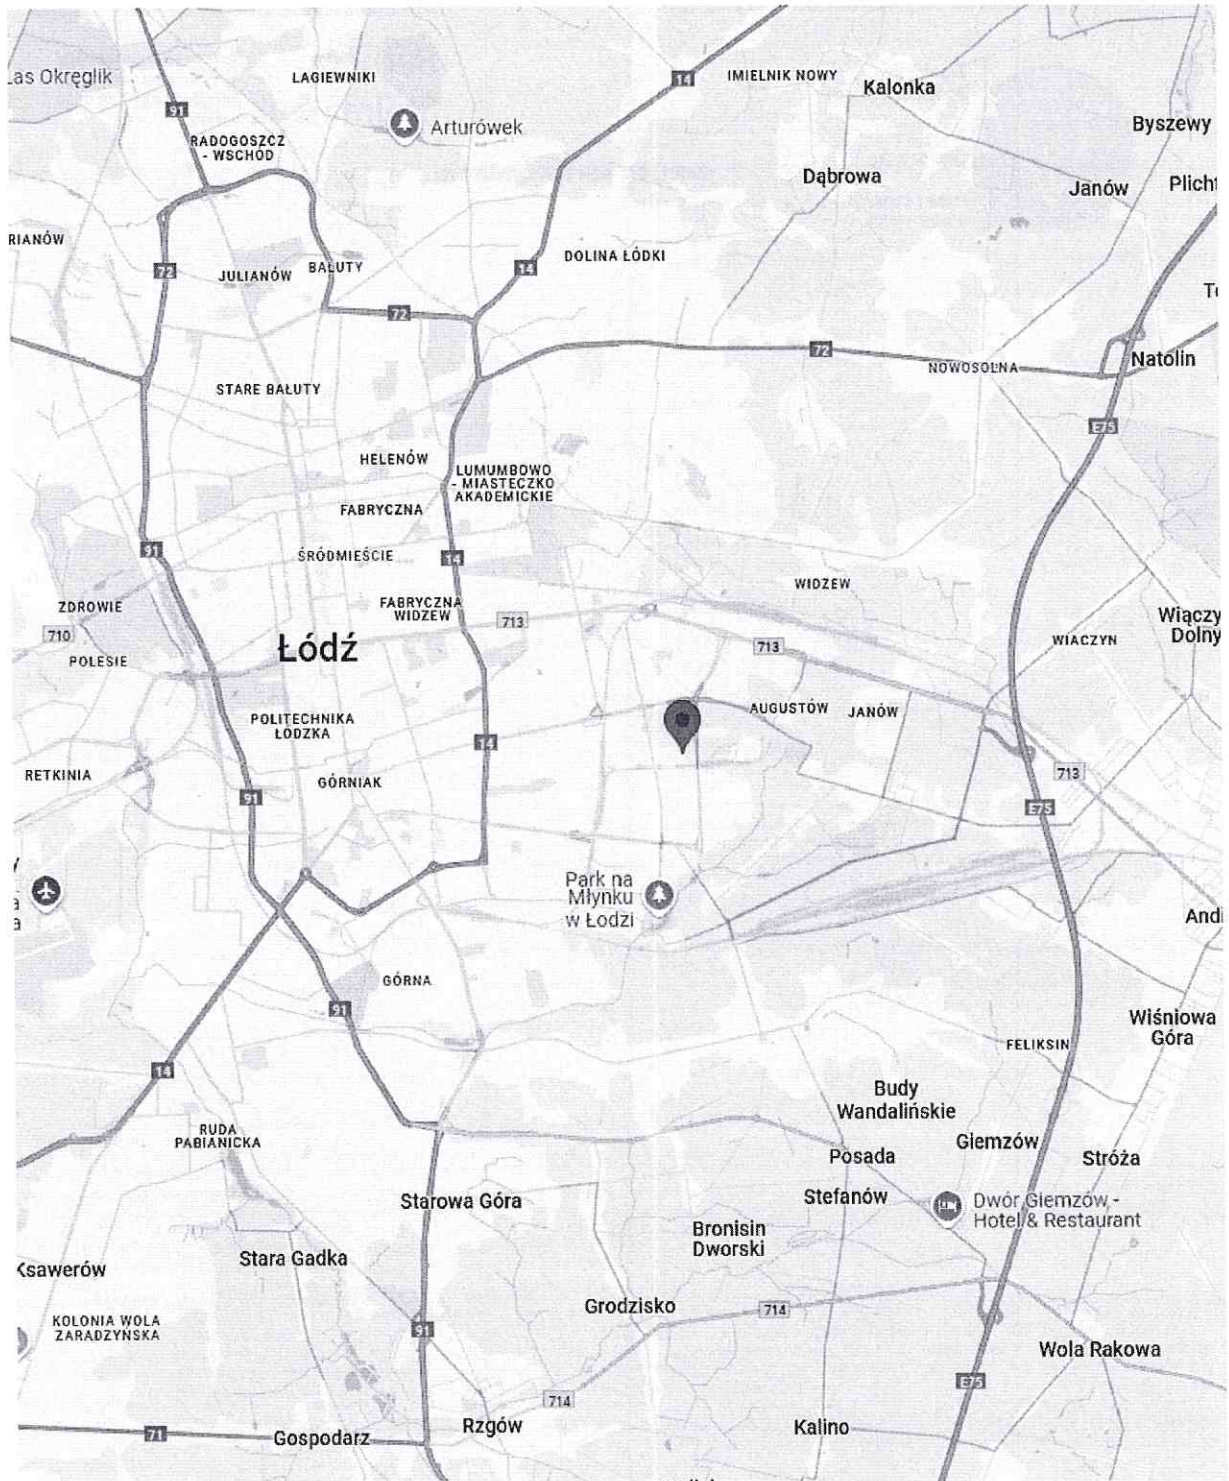 Las Okręglik
ŁAGIEWNIKI
14
IMIELNIK NOWY
Kalonka
91
Arturówek
Byszewy
RADOGOSZCZ
- WSCHÓD
Dąbrowa
Janów
RIANÓW
72
JULIANÓW
BAŁUTY
14
DOLINA ŁÓDKI
72
72
NOWOSOLNA
Natolin
STARE BAŁUTY
E75
HELENÓW
LUMUMBOWO
- MIASTECZKO
AKADEMICKIE
FABRYCZNA
91
ŚRÓDMIEŚCIE
14
WIDZEW
ZDROWIE
FABRYCZNA
WIDZEW
713
Wiączy
Dolny
710
Łódź
713
WIACZYN
POLESIE
POLITECHNIKA
ŁÓDZKA
AUGUSTÓW
JANÓW
14
RETKINIA
GÓRNIAK
713
91
E75
Park na
Młynku
w Łodzi
And
GÓRNA
91
Wiśniowa
Góra
FELIKSIN
14
Budy
Wandalińskie
RUDA
PABIANICKA
Giemzów
Posada
Stróża
Starowa Góra
Stefanów
Dwór Giemzów -
Hotel & Restaurant
Bronisin
Dworski
Stara Gadka
Ksawerów
Grodzisko
714
KOLONIA WOLA
ZARADZYŃSKA
91
Wola Rakowa
E75
714
71
Gospodarz
Rzgów
Kalino